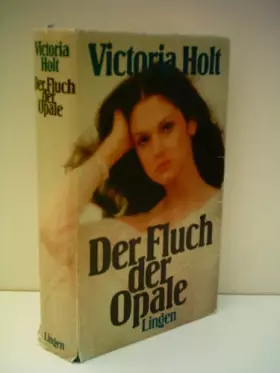 Victoria
Holt
Der Fluch
der
Opale
Lingen
Victoria Holt
Der Fluch
der
Opale
Lingen